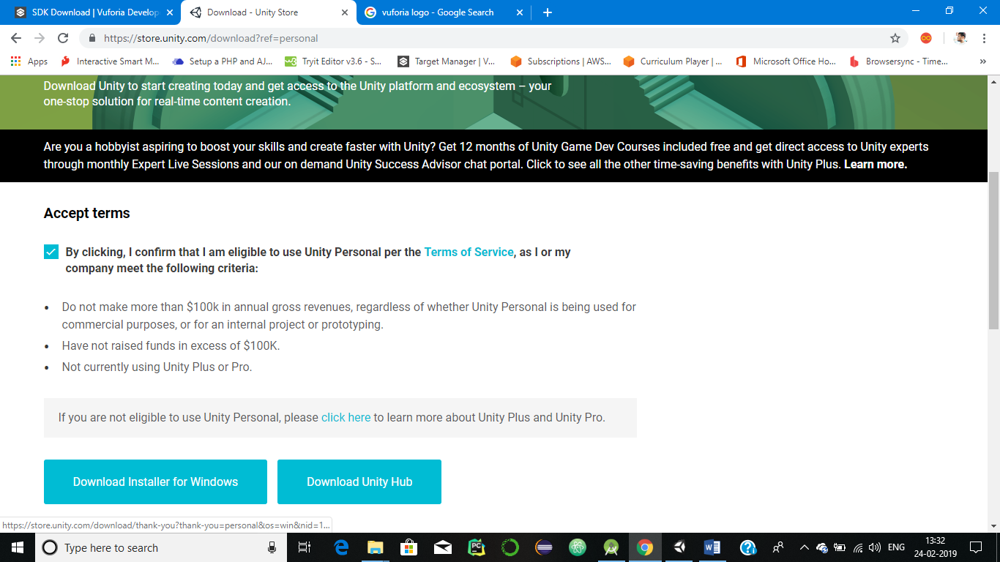 SDK Download | Vuforia Develop
Download - Unity Store
vuforia logo - Google Search
https://store.unity.com/download?ref=personal
Apps
Interactive Smart M...
Setup a PHP and AJ...
Tryit Editor v3.6 - S...
Target Manager | V...
Subscriptions | AWS...
Curriculum Player | ...
Microsoft Office Ho...
Browsersync - Time...
Download Unity to start creating today and get access to the Unity platform and ecosystem – your
one-stop solution for real-time content creation.
Are you a hobbyist aspiring to boost your skills and create faster with Unity? Get 12 months of Unity Game Dev Courses included free and get direct access to Unity experts
through monthly Expert Live Sessions and our on demand Unity Success Advisor chat portal. Click to see all the other time-saving benefits with Unity Plus. Learn more.
Accept terms
By clicking, I confirm that I am eligible to use Unity Personal per the Terms of Service, as I or my
company meet the following criteria:
• Do not make more than $100k in annual gross revenues, regardless of whether Unity Personal is being used for
commercial purposes, or for an internal project or prototyping.
• Have not raised funds in excess of $100K.
• Not currently using Unity Plus or Pro.
If you are not eligible to use Unity Personal, please click here to learn more about Unity Plus and Unity Pro.
Download Installer for Windows
Download Unity Hub
https://store.unity.com/download/thank-you?thank-you=personal&os=win&nid=1...
Type here to search
ENG
13:32
24-02-2019